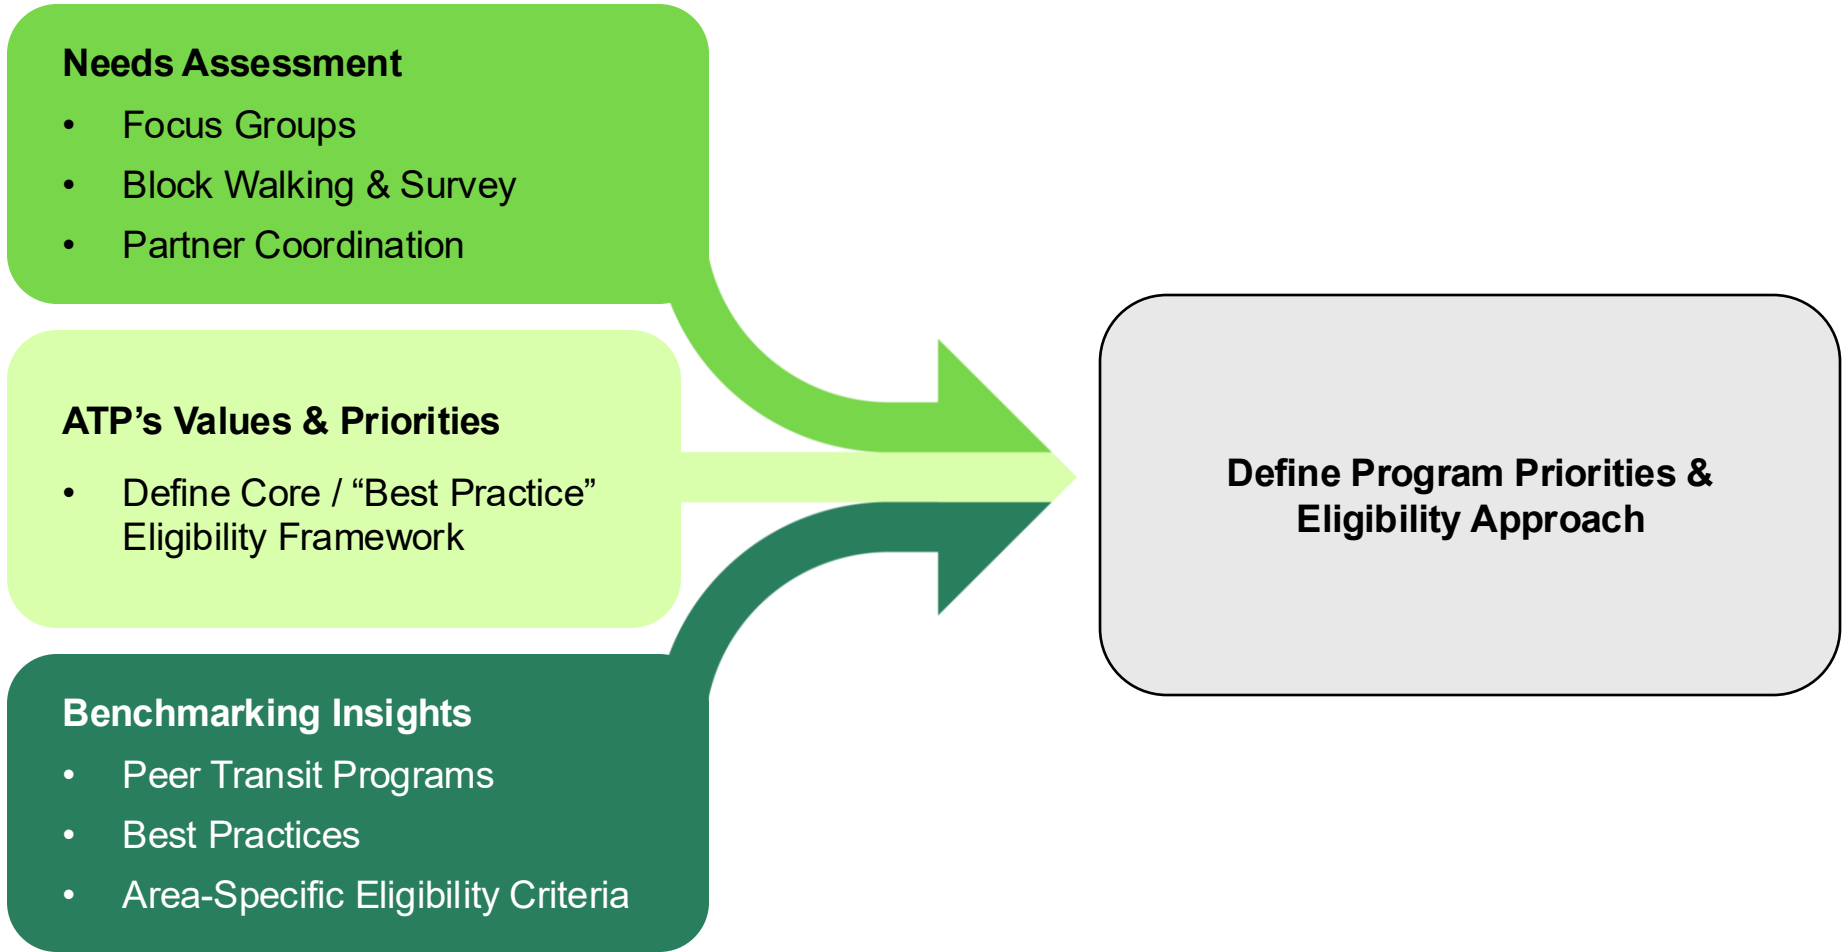 Needs Assessment
• Focus Groups
• Block Walking & Survey
• Partner Coordination
ATP’s Values & Priorities
• Define Core / “Best Practice”
Eligibility Framework
Benchmarking Insights
• Peer Transit Programs
• Best Practices
• Area-Specific Eligibility Criteria
Define Program Priorities &
Eligibility Approach